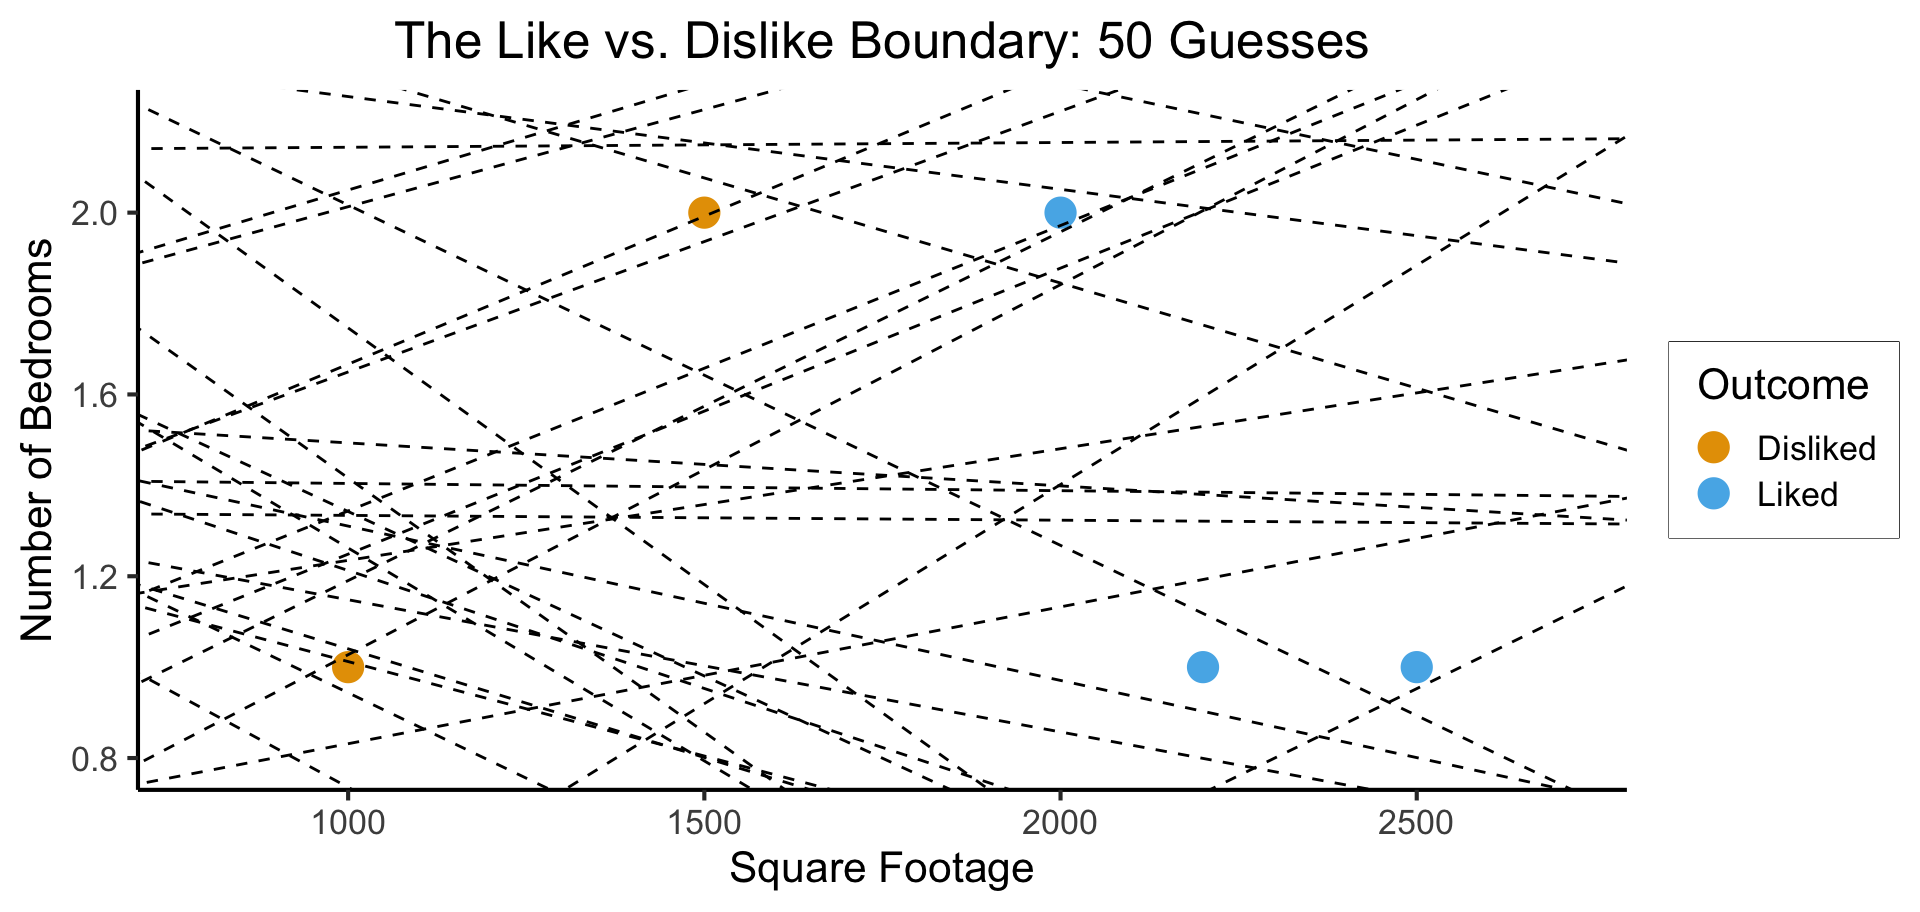 The Like vs. Dislike Boundary: 50 Guesses
Number of Bedrooms
2.0
1.6
1.2
0.8
1000 1500 2000 2500
Square Footage
Outcome
Disliked
Liked